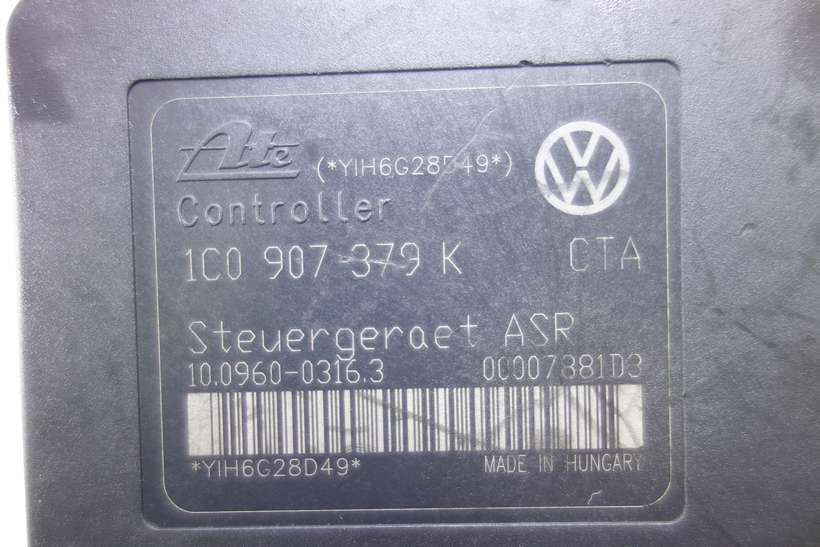 Ate (*YIH6G28D49*)
Controller
1C0 907 379 K CTA
Steuergeraet ASR
10.0960-0316.3 00007881D3
*YIH6G28D49* MADE IN HUNGARY